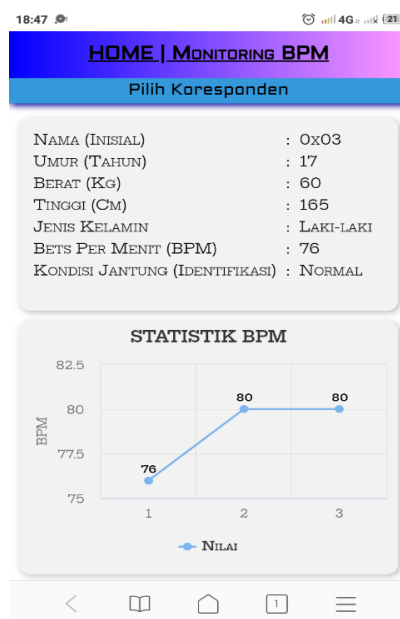 18:47 4G 21
HOME | MONITORING BPM
Pilih Koresponden
NAMA (INISIAL) : 0X03
UMUR (TAHUN) : 17
BERAT (KG) : 60
TINGGI (CM) : 165
JENIS KELAMIN : LAKI-LAKI
BETS PER MENIT (BPM) : 76
KONDISI JANTUNG (IDENTIFIKASI) : NORMAL
STATISTIK BPM
82.5
80
77.5
75
BPM
76
80
80
1 2 3
NILAI
1